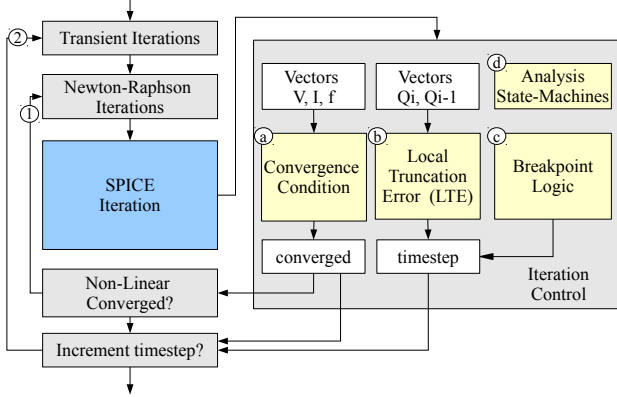 2
Transient Iterations
Newton-Raphson
Iterations
1
SPICE
Iteration
Non-Linear
Converged?
Increment timestep?
Vectors
V, I, f
Vectors
Qi, Qi-1
d
Analysis
State-Machines
a
Convergence
Condition
b
Local
Truncation
Error (LTE)
c
Breakpoint
Logic
converged
timestep
Iteration
Control